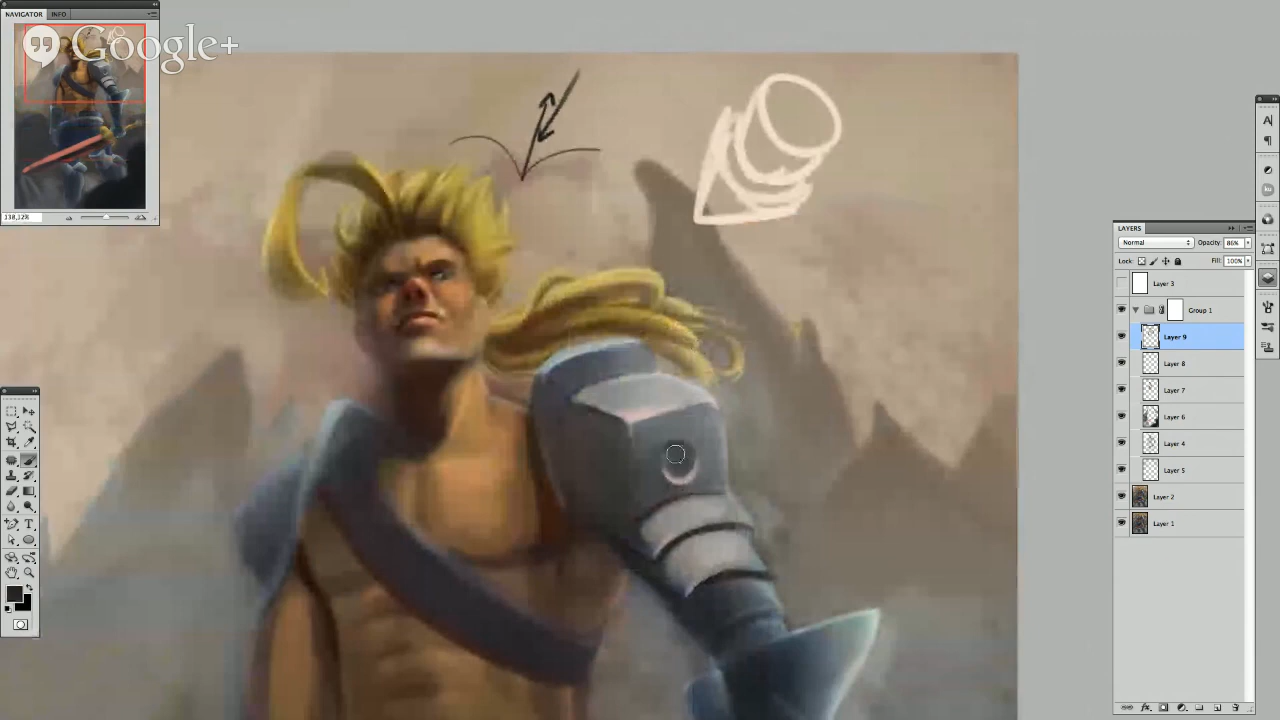 NAVIGATOR INFO
Google+
138,12%
LAYERS
Normal Opacity: 86%
Lock: Fill: 100%
Layer 3
Group 1
Layer 9
Layer 8
Layer 7
Layer 6
Layer 4
Layer 5
Layer 2
Layer 1